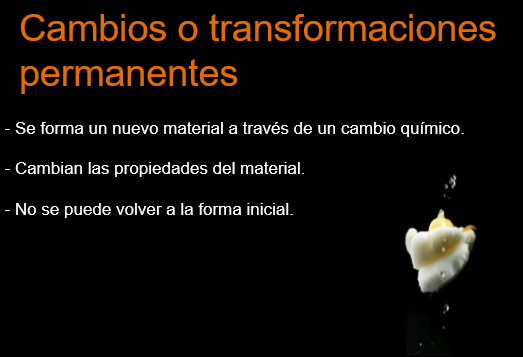 Cambios o transformaciones
permanentes
- Se forma un nuevo material a través de un cambio químico.
- Cambian las propiedades del material.
- No se puede volver a la forma inicial.